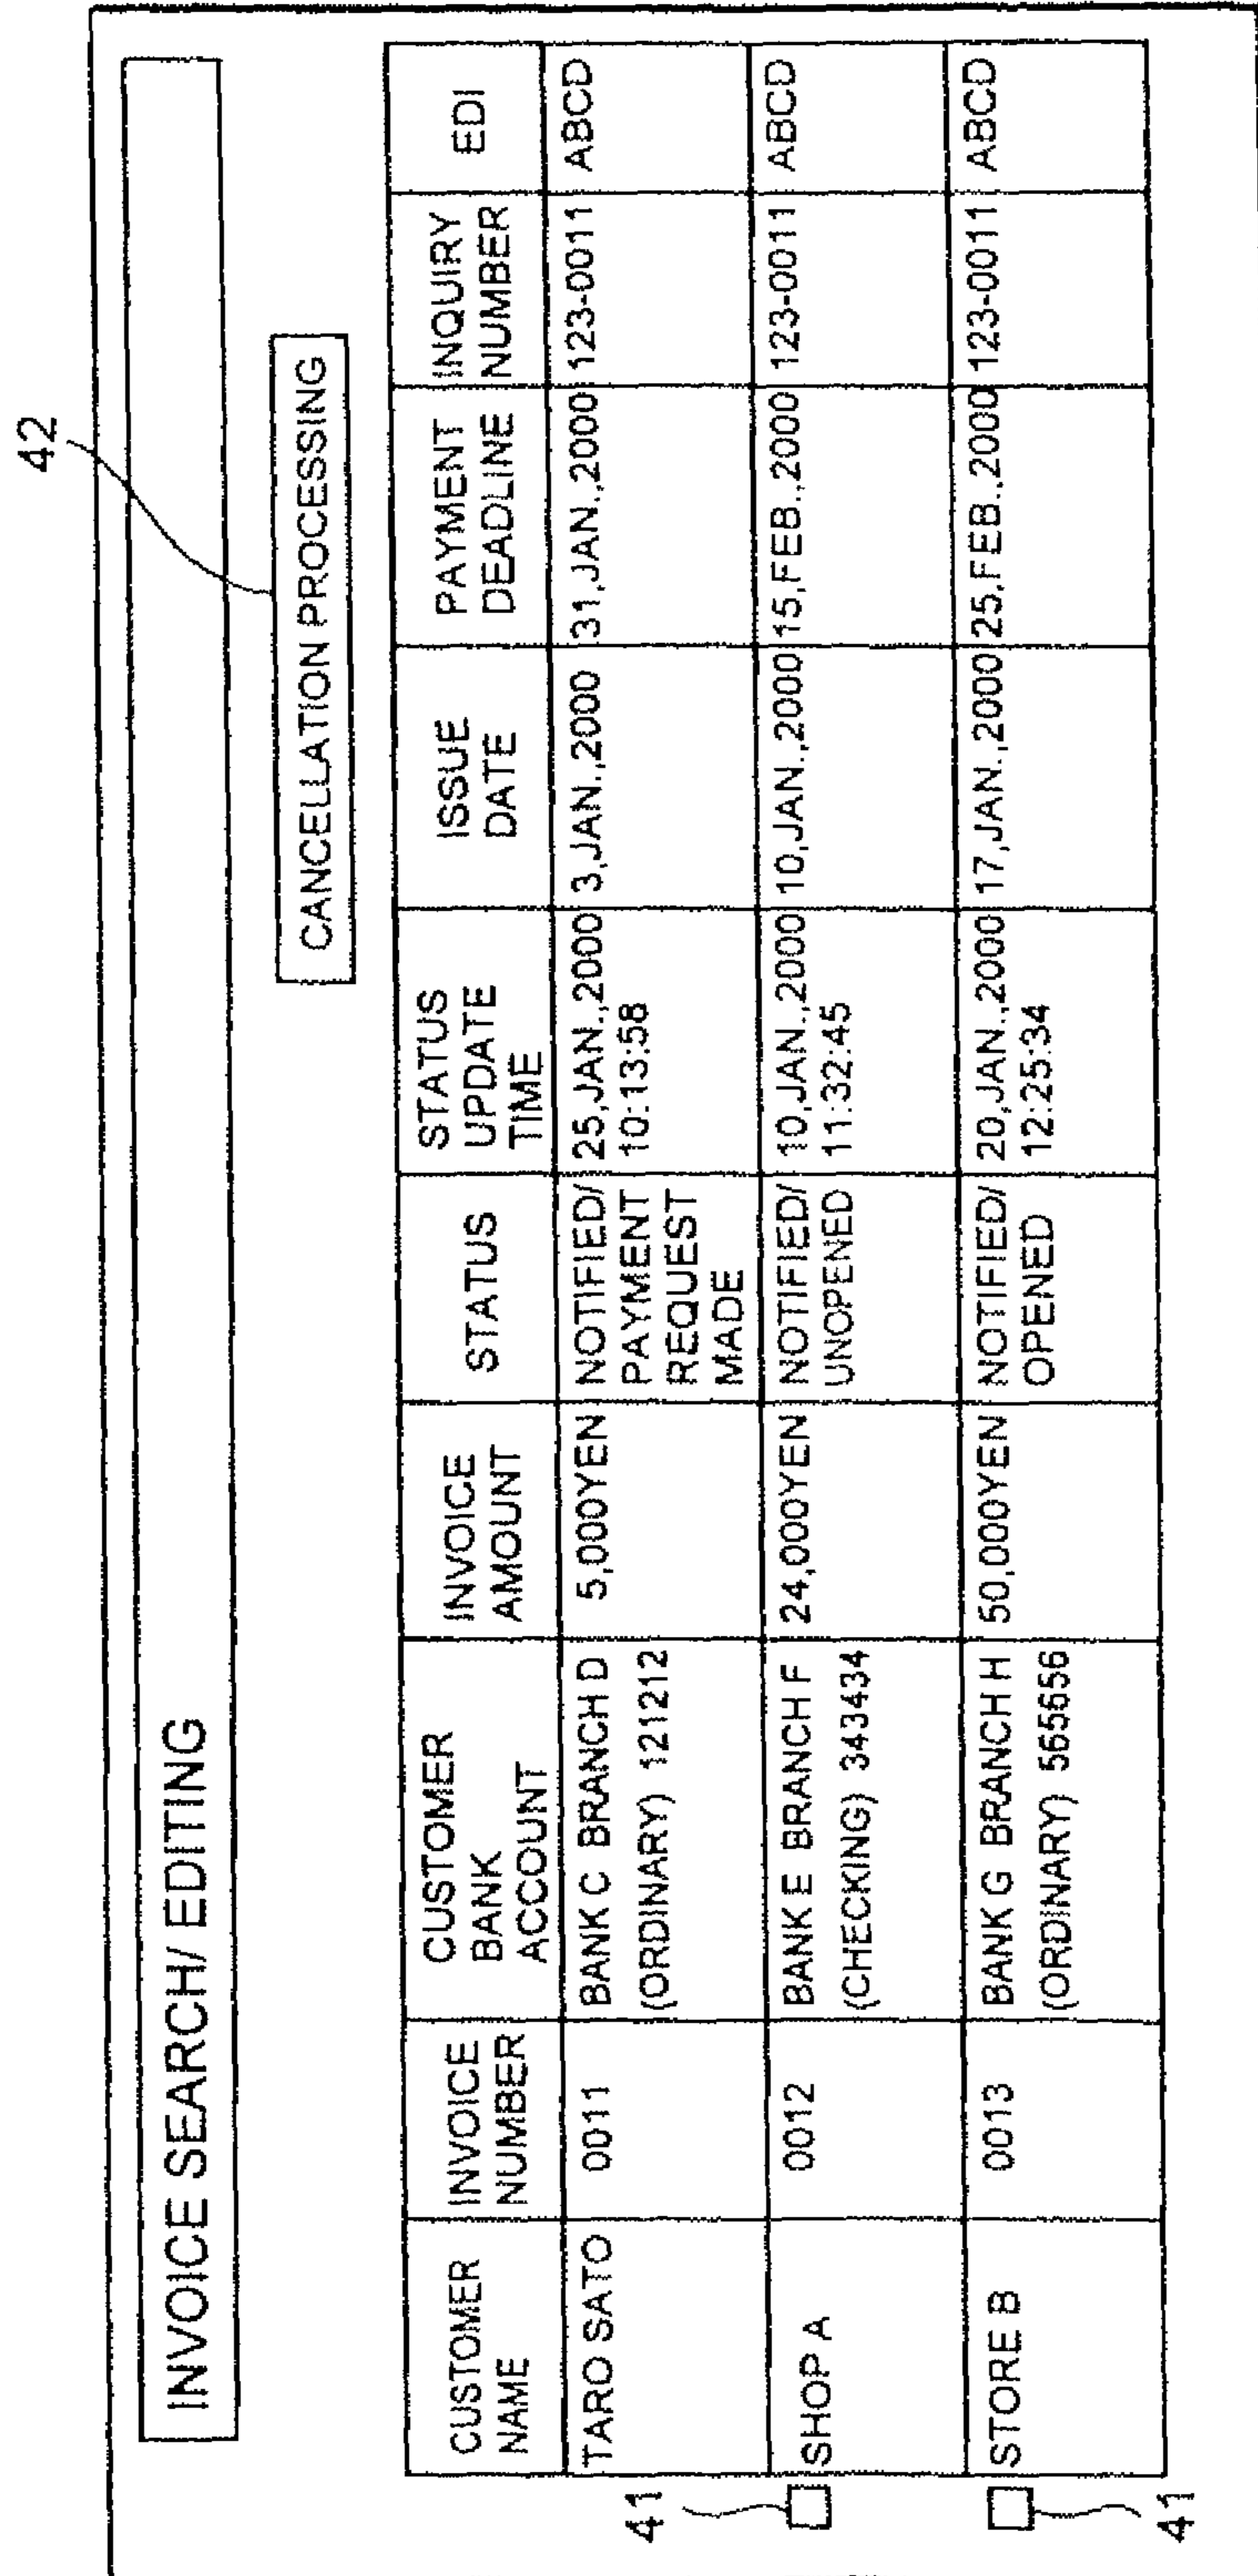 42
INVOICE SEARCH/ EDITING
CANCELLATION PROCESSING
CUSTOMER
NAME
INVOICE
NUMBER
CUSTOMER
BANK
ACCOUNT
INVOICE
AMOUNT
STATUS
STATUS
UPDATE
TIME
ISSUE
DATE
PAYMENT
DEADLINE
INQUIRY
NUMBER
EDI
TARO SATO
0011
BANK C BRANCH D
(ORDINARY) 121212
5,000YEN
NOTIFIED/
PAYMENT
REQUEST
MADE
25,JAN.,2000
10:13:58
3,JAN.,2000
31,JAN.,2000
123-0011
ABCD
41
SHOP A
0012
BANK E BRANCH F
(CHECKING) 343434
24,000YEN
NOTIFIED/
UNOPENED
10,JAN.,2000
11:32:45
10,JAN.,2000
15,FEB.,2000
123-0011
ABCD
STORE B
0013
BANK G BRANCH H
(ORDINARY) 565656
50,000YEN
NOTIFIED/
OPENED
20,JAN.,2000
12:25:34
17,JAN.,2000
25,FEB.,2000
123-0011
ABCD
41